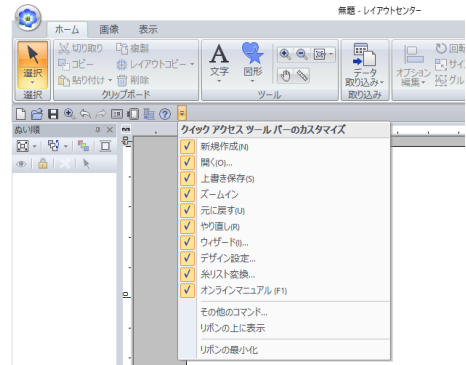 無題 - レイアウトセンター
ホーム 画像 表示
選択
切り取り 複製
コピー レイアウトコピー
貼り付け 削除
文字 図形
データ取り込み
オプション編集
回転
サイ
グル
選択 クリップボード ツール 取り込み
ぬい順
クイック アクセス ツール バーのカスタマイズ
新規作成(N)
開く(O)...
上書き保存(S)
ズームイン
元に戻す(U)
やり直し(R)
ウィザード(I)...
デザイン設定...
糸リスト変換...
オンラインマニュアル (F1)
その他のコマンド...
リボンの上に表示
リボンの最小化